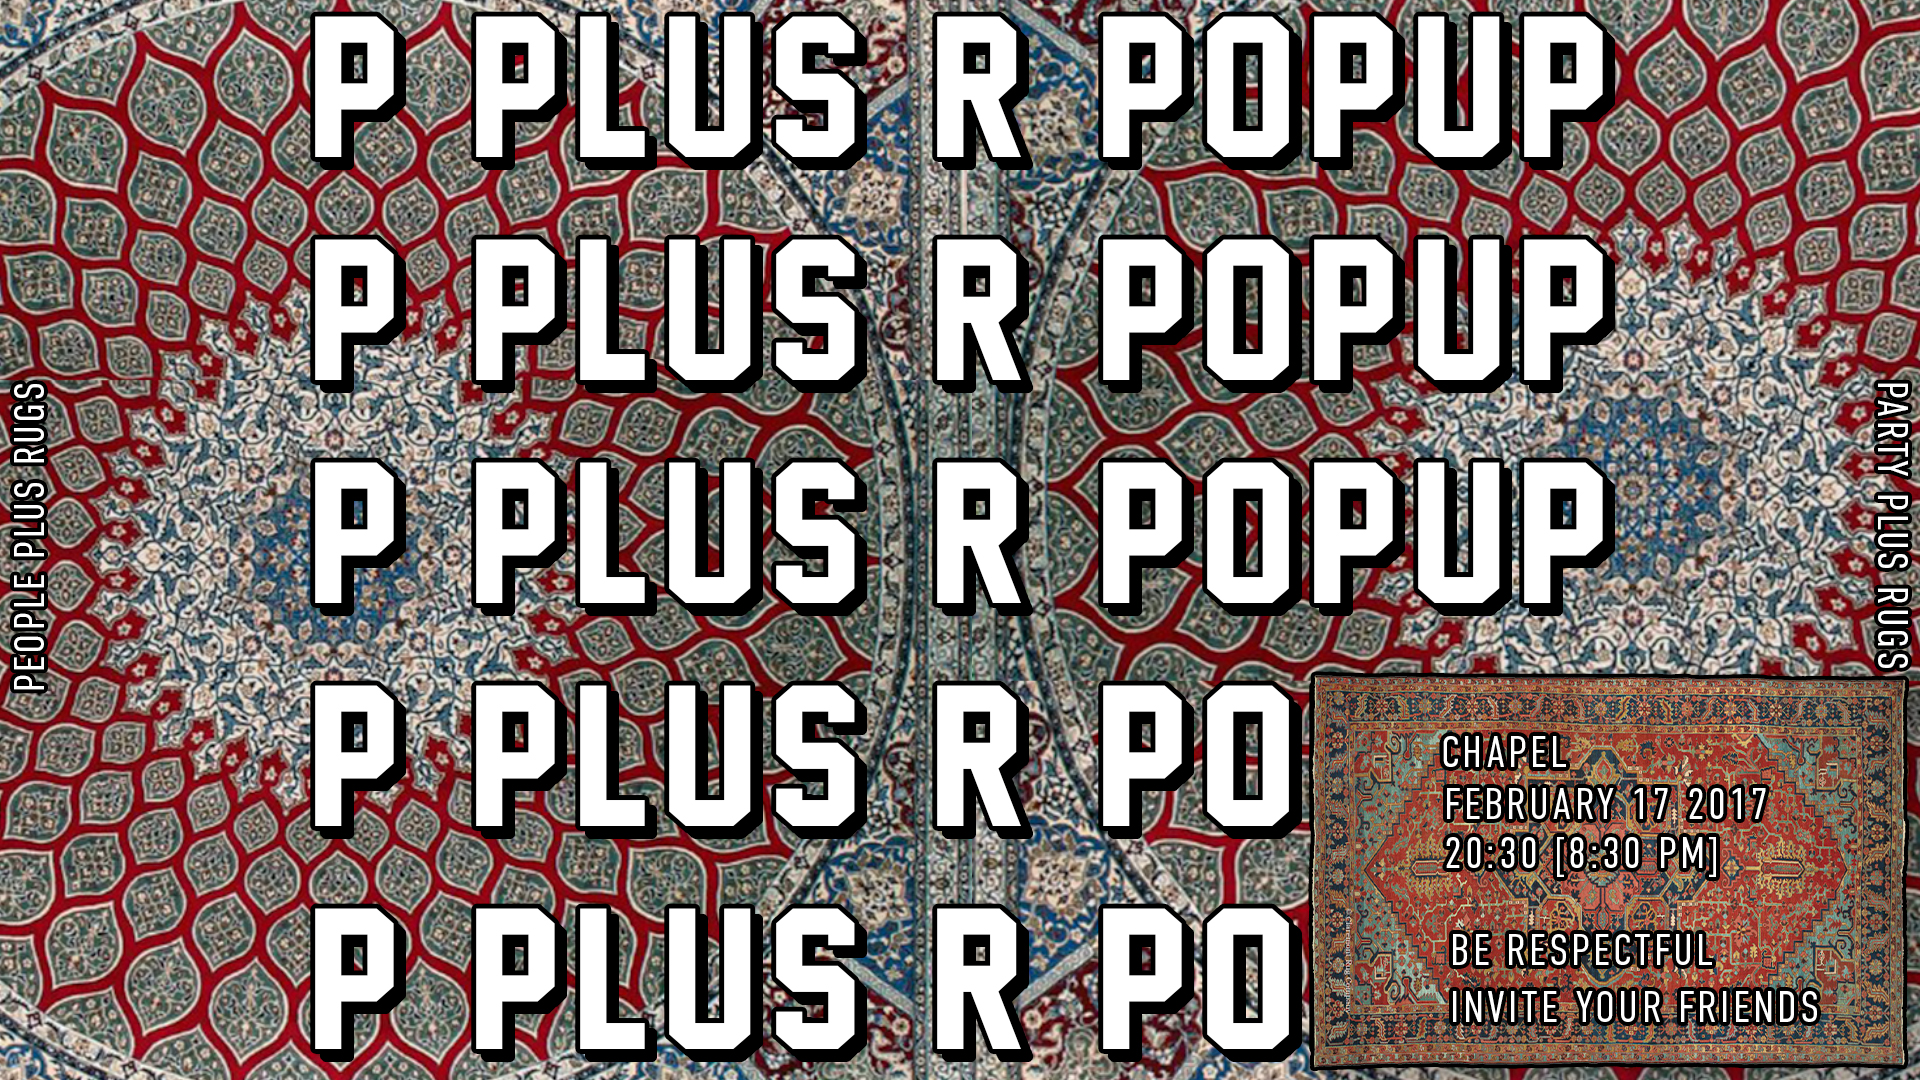 P PLUS R POPUP
P PLUS R POPUP
P PLUS R POPUP
P PLUS R PO
P PLUS R PO
PEOPLE PLUS RUGS
PARTY PLUS RUGS
CHAPEL
FEBRUARY 17 2017
20:30 [8:30 PM]
BE RESPECTFUL
INVITE YOUR FRIENDS